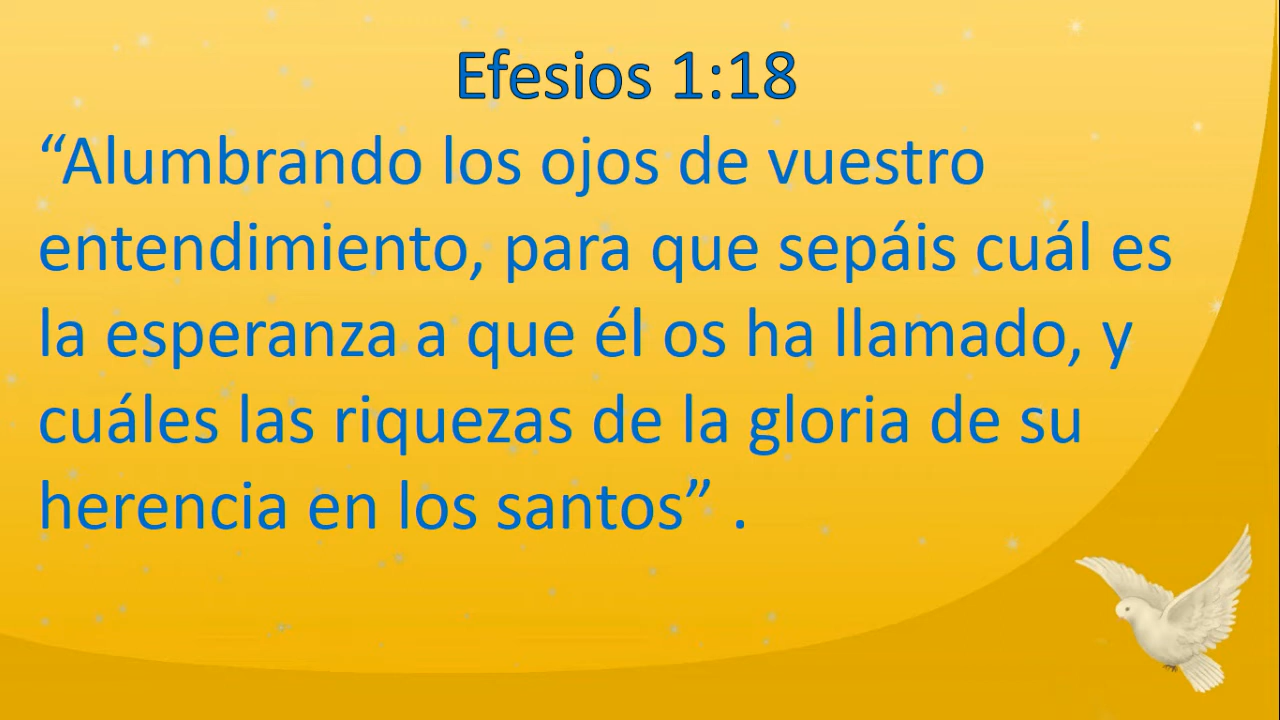 Efesios 1:18
“Alumbrando los ojos de vuestro
entendimiento, para que sepáis cuál es
la esperanza a que él os ha llamado, y
cuáles las riquezas de la gloria de su
herencia en los santos” .